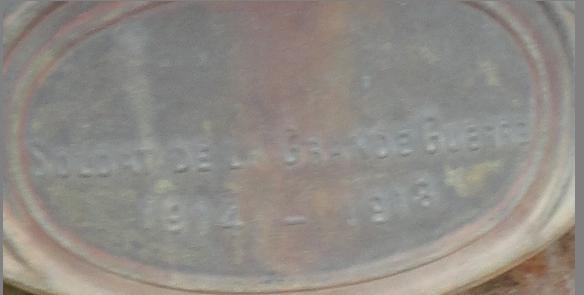 SOLDAT DE LA GRANDE GUERRE
1914 - 1918